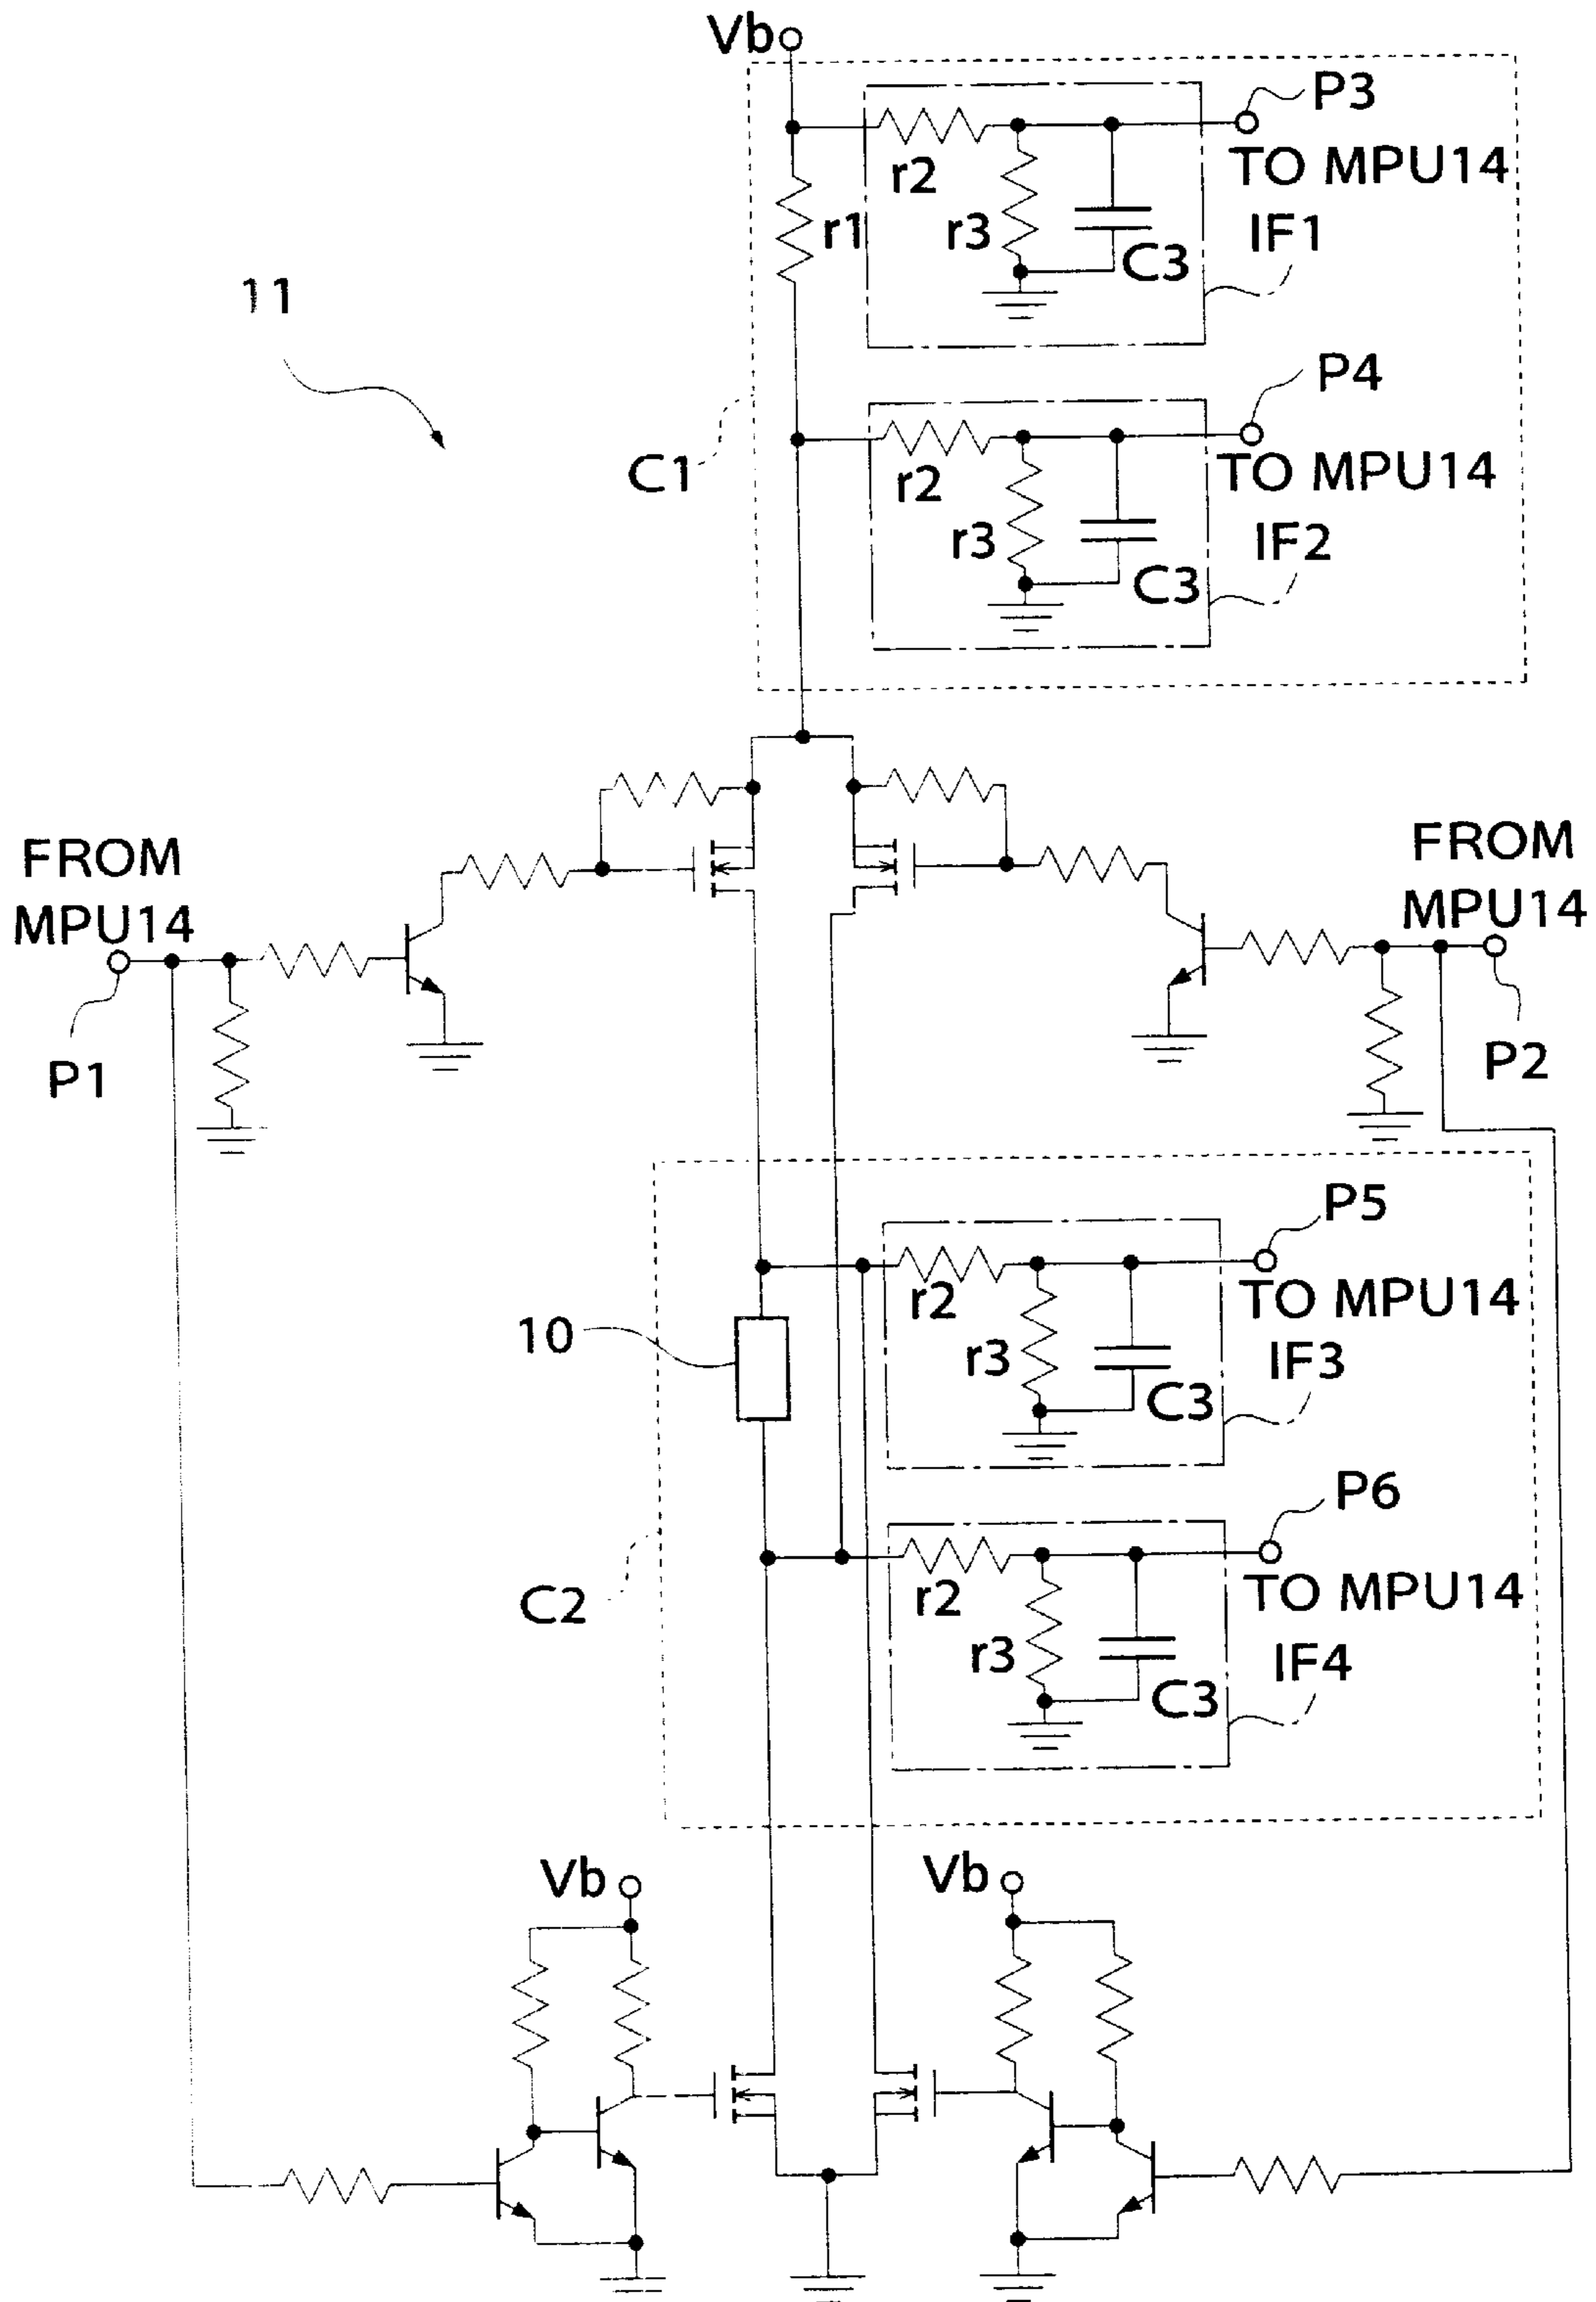 Vb
P3
TO MPU14
r2
r1
r3
C3
IF1
11
P4
C1
TO MPU14
r2
r3
C3
IF2
FROM
MPU14
P1
FROM
MPU14
P2
P5
10
r2
TO MPU14
r3
C3
IF3
P6
C2
r2
TO MPU14
r3
C3
IF4
Vb
Vb